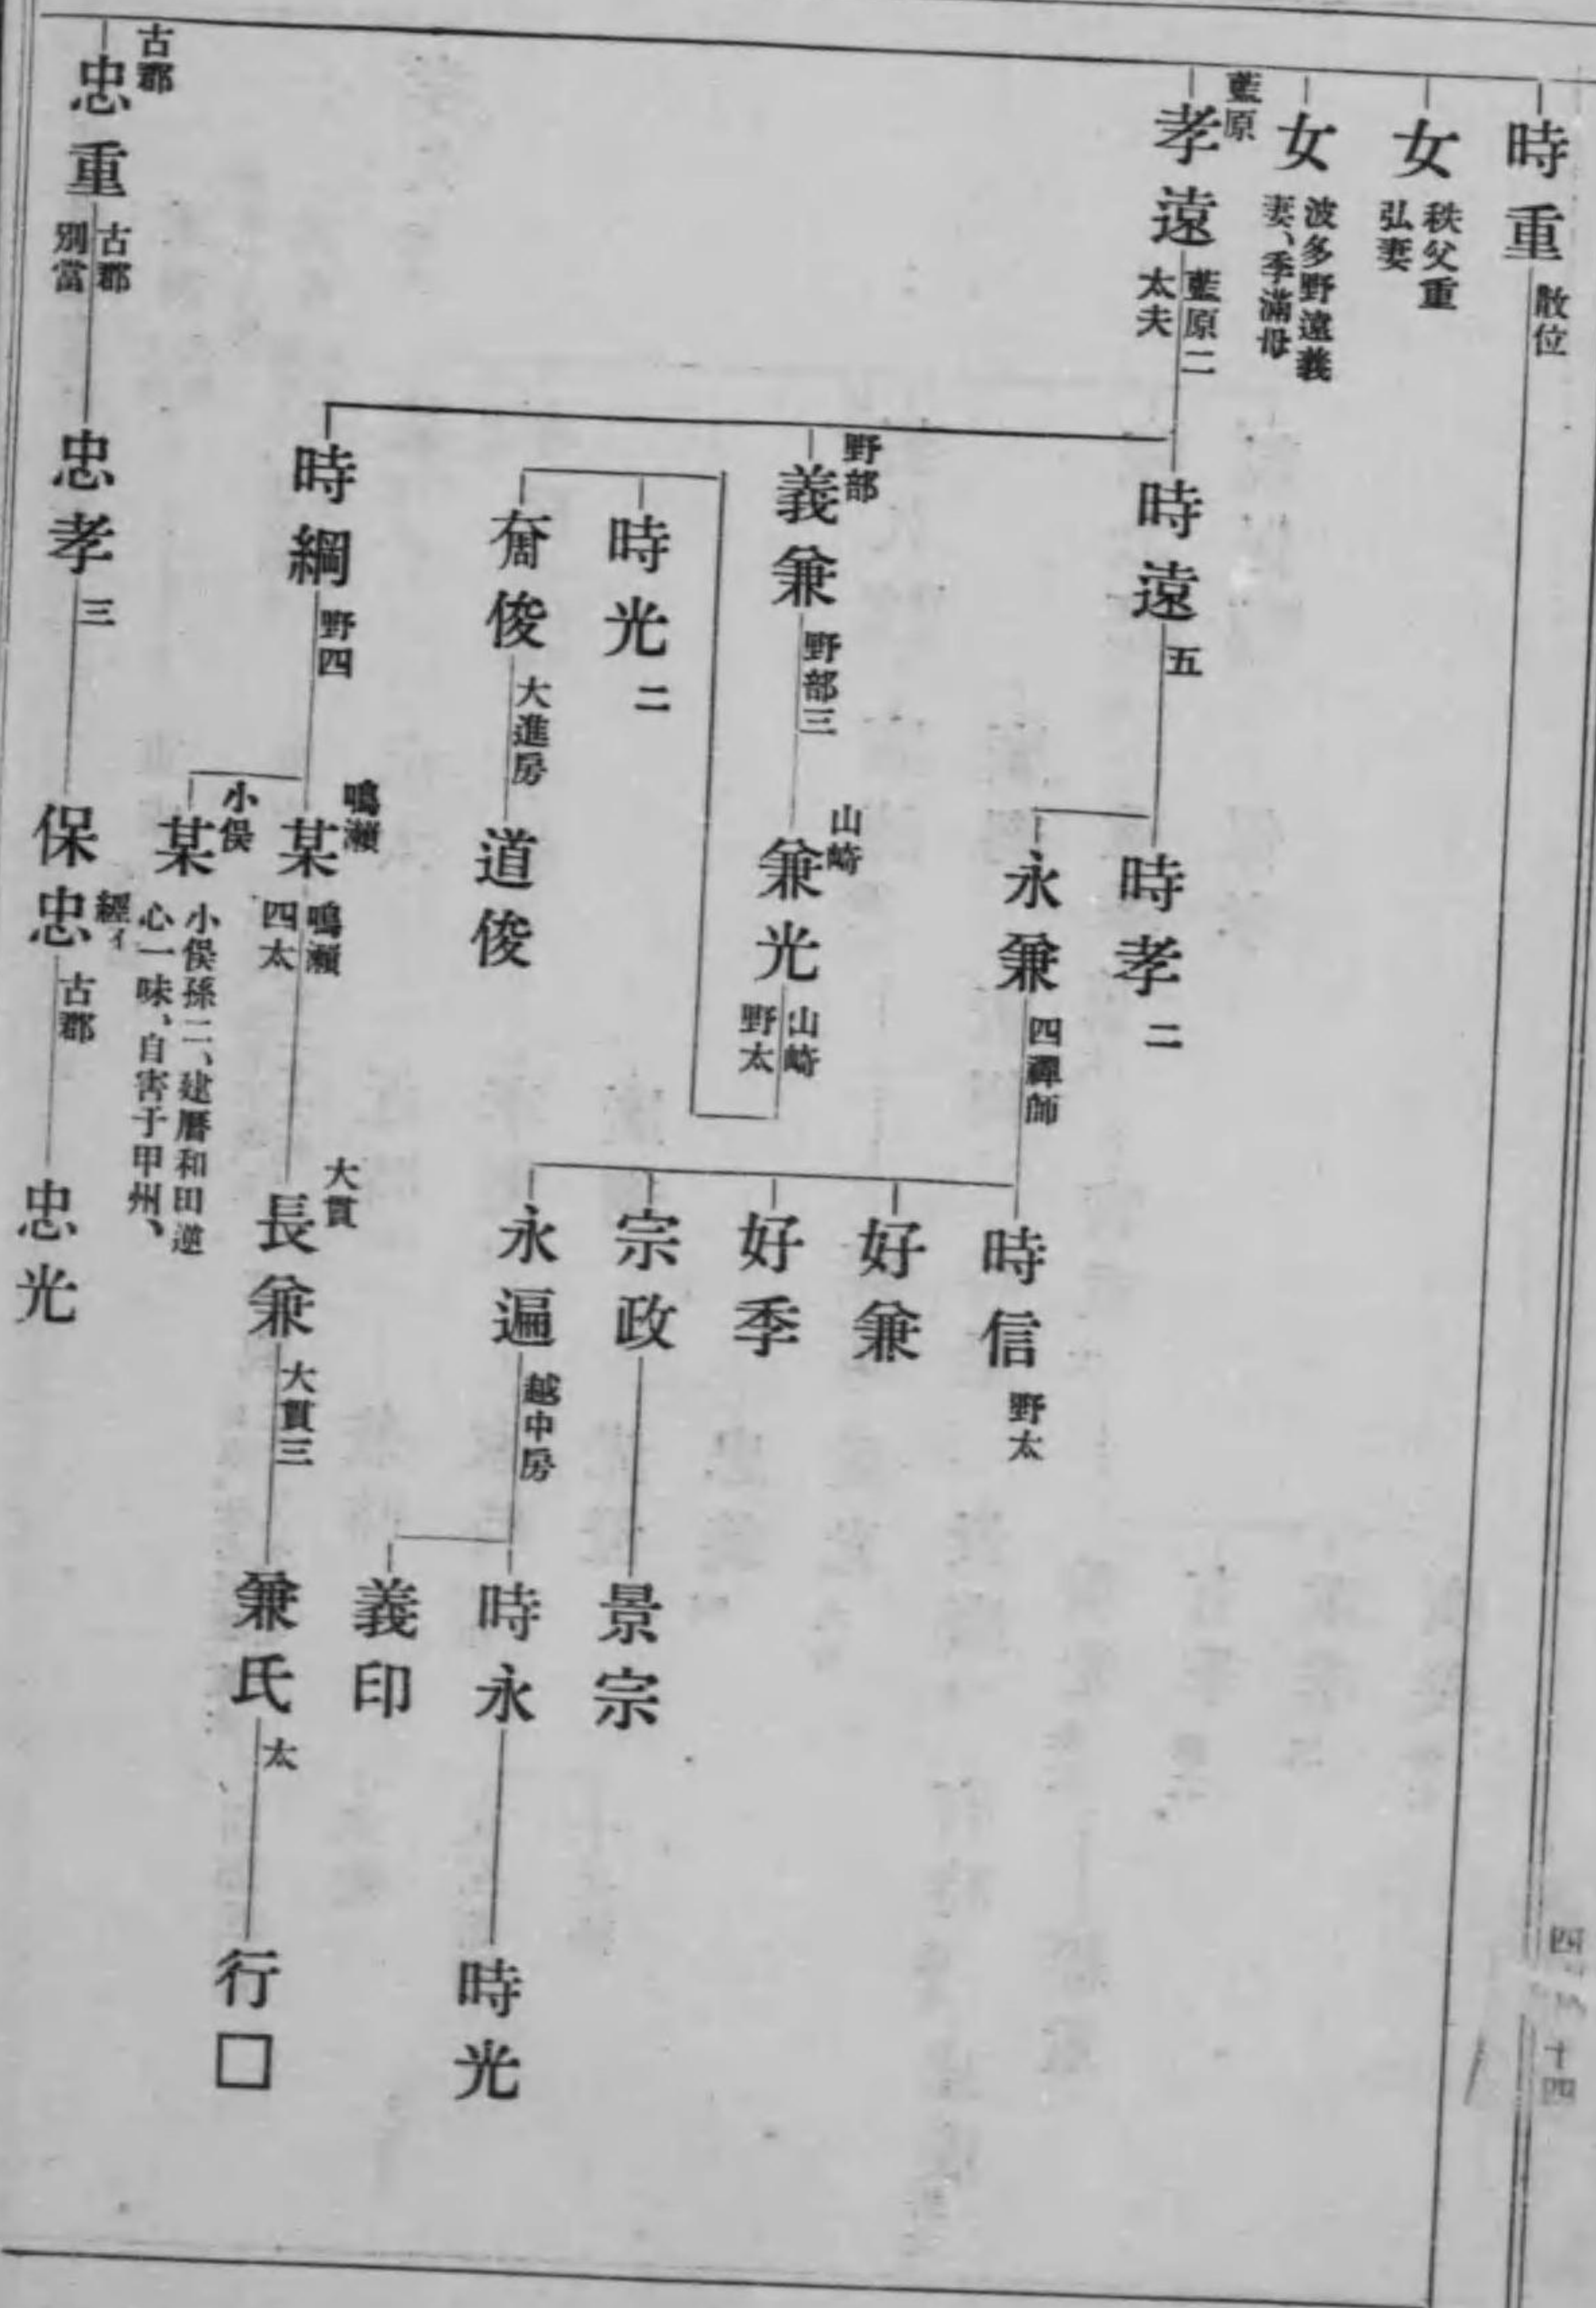 時重
散位
女
秩父重
弘妻
女
波多野遠義
妻、季滿母
藍原
孝遠
藍原二
太夫
時遠
五
時孝
二
永兼
四禪師
時信
野太
好兼
好季
宗政
景宗
永遍
越中房
時永
時光
義印
野部
義兼
野部三
山崎
兼光
山崎
野太
時光
二
俊
大進房
道俊
時綱
野四
鳴瀬
某
鳴瀬
四太
大貫
長兼
大貫三
兼氏
太
行□
小俣
某
小俣孫二、建曆和田逆
心一味、自害于甲州、
古郡
忠重
古郡
別當
忠孝
三
保忠
經イ
古郡
忠光
四
十四